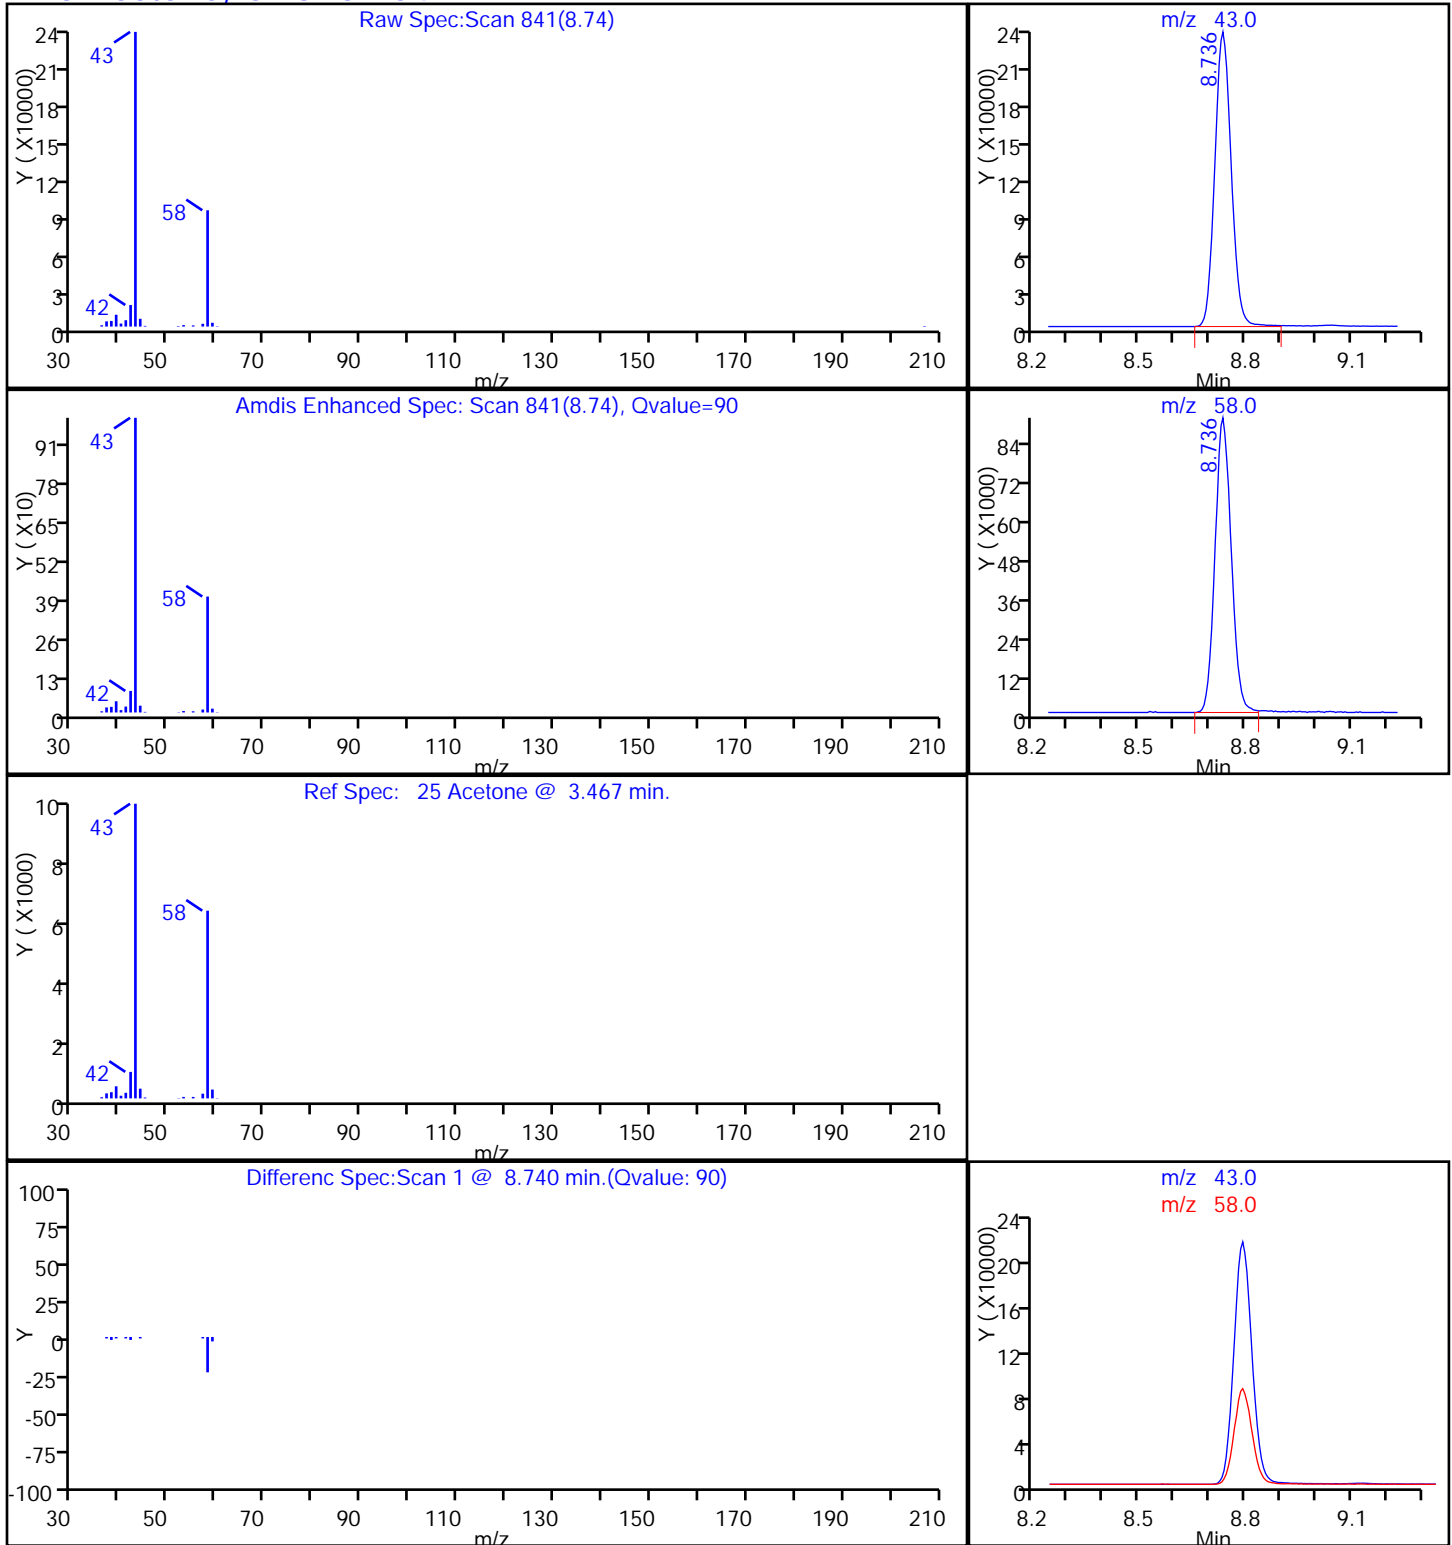 Raw Spec:Scan 841(8.74)
Y ( X10000)
24
21
18
15
12
9
6
3
0
43
58
42
30 50 70 90 110 130 150 170 190 210
m/z
m/z 43.0
Y ( X10000)
24
21
18
15
12
9
6
3
0
8.736
8.2 8.5 8.8 9.1
Min
Amdis Enhanced Spec: Scan 841(8.74), Qvalue=90
Y ( X10)
91
78
65
52
39
26
13
0
43
58
42
30 50 70 90 110 130 150 170 190 210
m/z
m/z 58.0
Y ( X1000)
84
72
60
48
36
24
12
0
8.736
8.2 8.5 8.8 9.1
Min
Ref Spec: 25 Acetone @ 3.467 min.
Y ( X1000)
10
8
6
4
2
0
43
58
42
30 50 70 90 110 130 150 170 190 210
m/z
Differenc Spec:Scan 1 @ 8.740 min.(Qvalue: 90)
Y
100
75
50
25
0
-25
-50
-75
-100
30 50 70 90 110 130 150 170 190 210
m/z
m/z 43.0
m/z 58.0
Y ( X10000)
24
20
16
12
8
4
0
8.2 8.5 8.8 9.1
Min